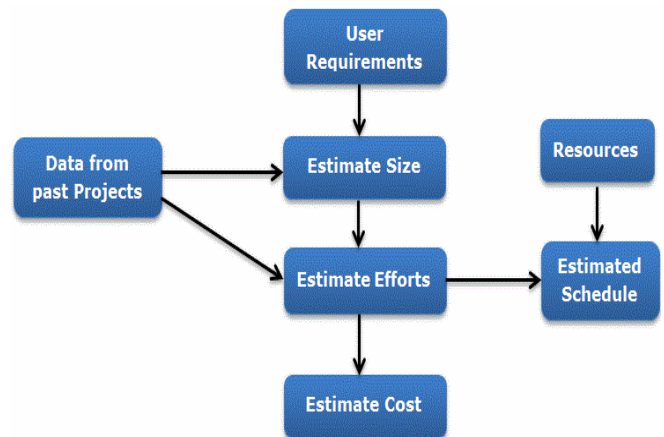 User
Requirements
Data from
past Projects
Estimate Size
Resources
Estimate Efforts
Estimated
Schedule
Estimate Cost